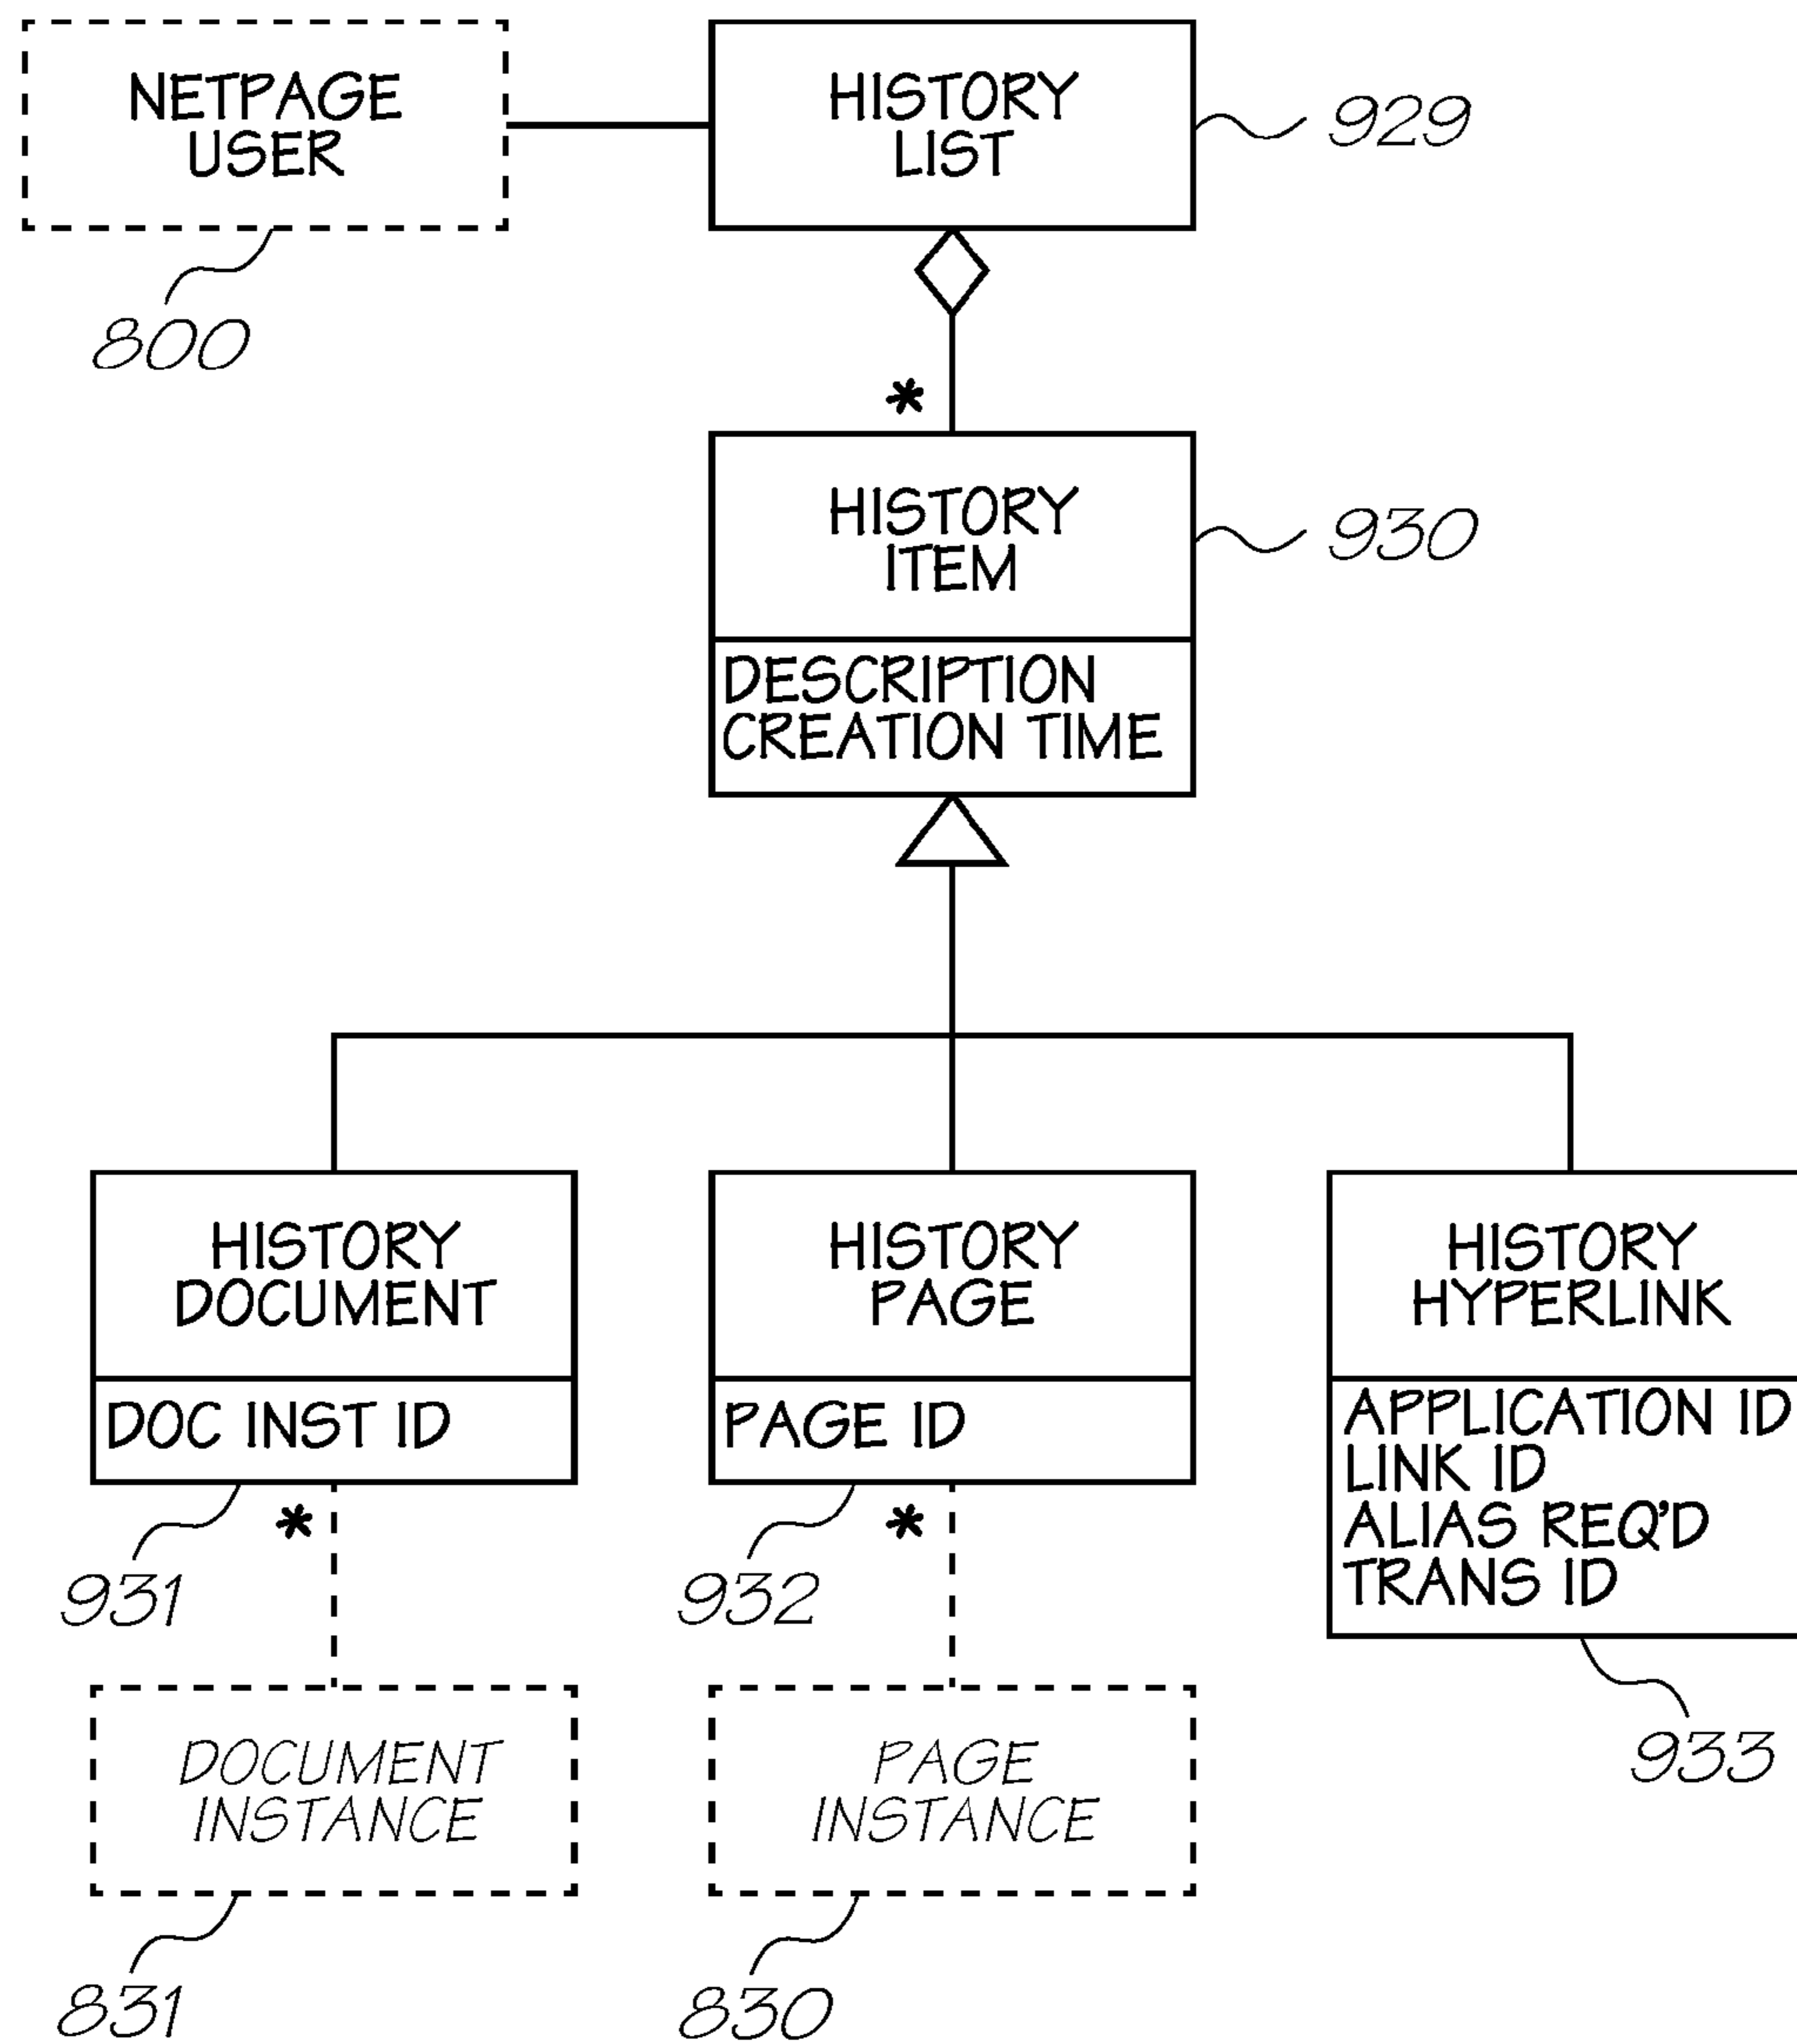 NETPAGE
USER
800
HISTORY
LIST
929
*
HISTORY
ITEM
930
DESCRIPTION
CREATION TIME
HISTORY
DOCUMENT
DOC INST ID
931
*
HISTORY
PAGE
PAGE ID
932
*
HISTORY
HYPERLINK
APPLICATION ID
LINK ID
ALIAS REQ'D
TRANS ID
933
DOCUMENT
INSTANCE
831
PAGE
INSTANCE
830